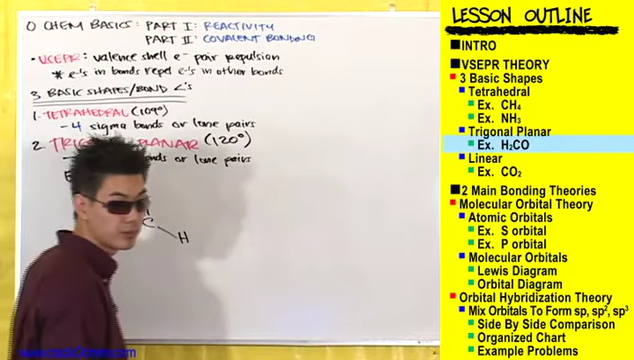 O CHEM BASICS: PART I: REACTIVITY
PART II: COVALENT BONDING
• VSEPR: valence shell e⁻ pair repulsion
* e⁻'s in bonds repel e⁻'s in other bonds
3 BASIC SHAPES/BOND <'s
1. TETRAHEDRAL (109°)
- 4 sigma bonds or lone pairs
2. PLANAR (120°)
bonds or lone pairs
C
H
LESSON OUTLINE
INTRO
VSEPR THEORY
3 Basic Shapes
Tetrahedral
Ex. CH₄
Ex. NH₃
Trigonal Planar
Ex. H₂CO
Linear
Ex. CO₂
2 Main Bonding Theories
Molecular Orbital Theory
Atomic Orbitals
Ex. S orbital
Ex. P orbital
Molecular Orbitals
Lewis Diagram
Orbital Diagram
Orbital Hybridization Theory
Mix Orbitals To Form sp, sp², sp³
Side By Side Comparison
Organized Chart
Example Problems